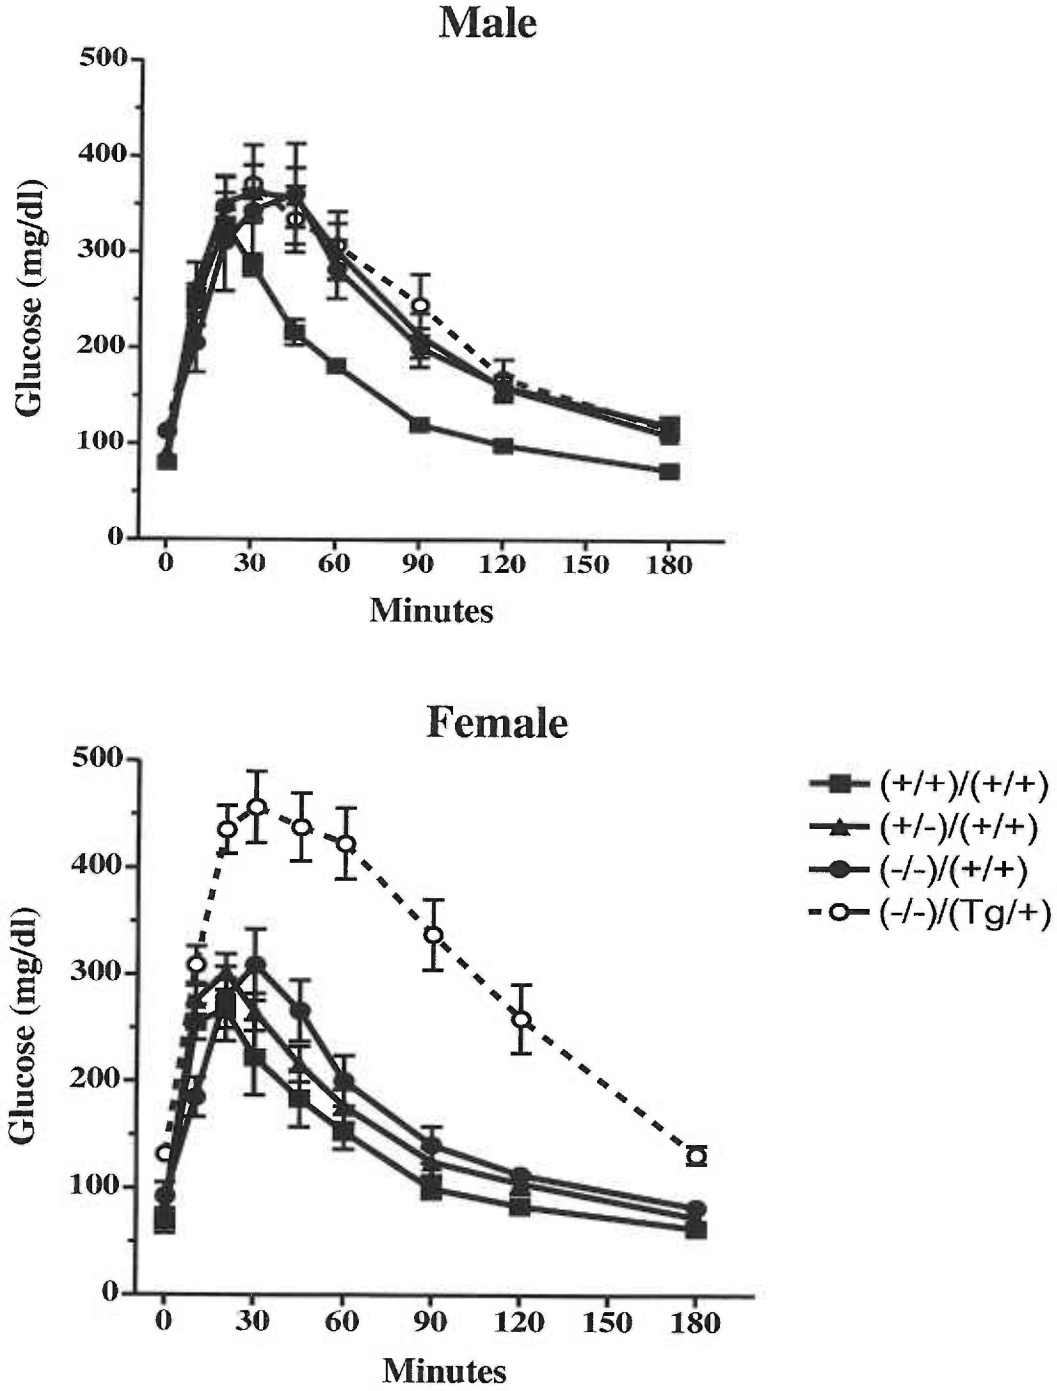 Male
500
400
300
200
100
0
Glucose (mg/dl)
0 30 60 90 120 150 180
Minutes
Female
500
400
300
200
100
0
Glucose (mg/dl)
0 30 60 90 120 150 180
Minutes
(+/+)/(+/+)
(+/-)/(+/+)
(-/-)/(+/+)
(-/-)/(Tg/+)